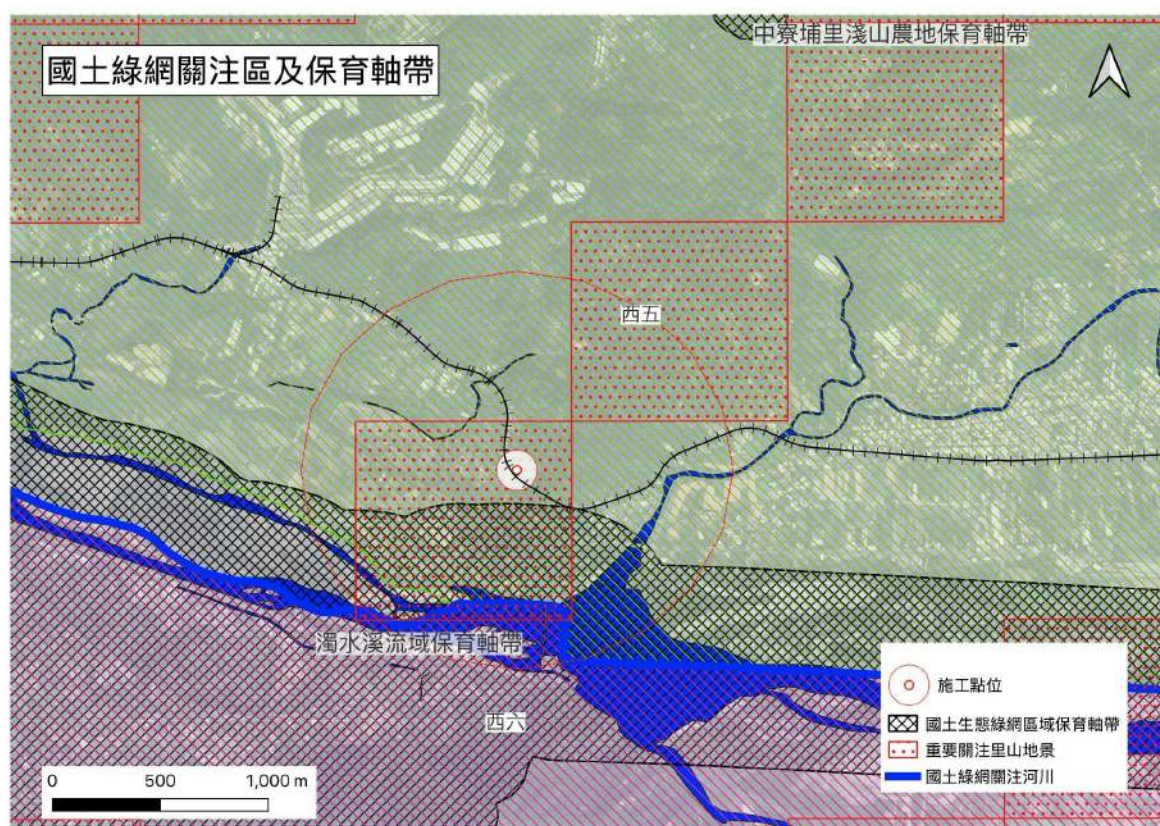 中寮埔里淺山農地保育軸帶
國土綠網關注區及保育軸帶
西五
濁水溪流域保育軸帶
西六
施工點位
國土生態綠網區域保育軸帶
重要關注里山地景
國土綠網關注河川
0 500 1,000 m